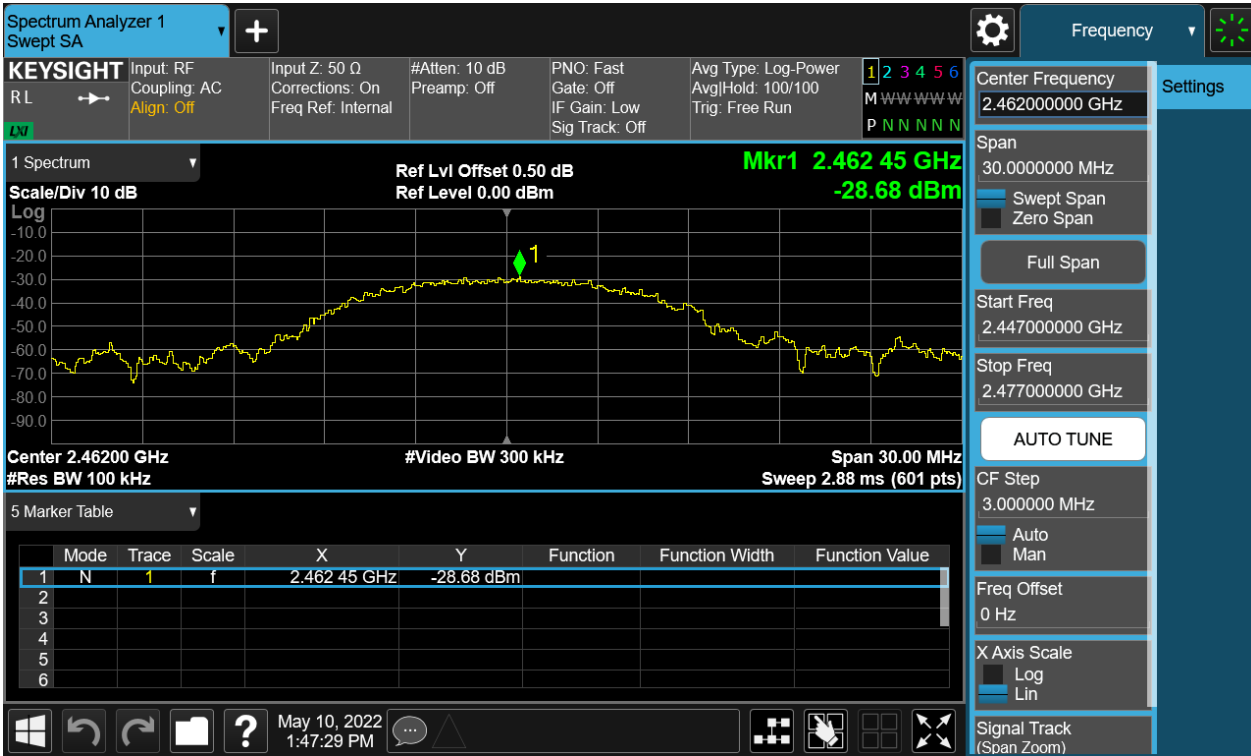 Spectrum Analyzer 1
Swept SA
Frequency
KEYSIGHT
R L
LXI
Input: RF
Coupling: AC
Align: Off
Input Z: 50 Ω
Corrections: On
Freq Ref: Internal
#Atten: 10 dB
Preamp: Off
PNO: Fast
Gate: Off
IF Gain: Low
Sig Track: Off
Avg Type: Log-Power
Avg|Hold: 100/100
Trig: Free Run
1 2 3 4 5 6
M W W W W W
P N N N N N
1 Spectrum
Scale/Div 10 dB
Ref Lvl Offset 0.50 dB
Ref Level 0.00 dBm
Mkr1 2.462 45 GHz
-28.68 dBm
Log
-10.0
-20.0
-30.0
-40.0
-50.0
-60.0
-70.0
-80.0
-90.0
1
Center 2.46200 GHz
#Res BW 100 kHz
#Video BW 300 kHz
Span 30.00 MHz
Sweep 2.88 ms (601 pts)
5 Marker Table
Mode Trace Scale X Y Function Function Width Function Value
1 N 1 f 2.462 45 GHz -28.68 dBm
2
3
4
5
6
Center Frequency
2.462000000 GHz
Span
30.0000000 MHz
Swept Span
Zero Span
Full Span
Start Freq
2.447000000 GHz
Stop Freq
2.477000000 GHz
AUTO TUNE
CF Step
3.000000 MHz
Auto
Man
Freq Offset
0 Hz
X Axis Scale
Log
Lin
Signal Track
(Span Zoom)
Settings
?
May 10, 2022
1:47:29 PM